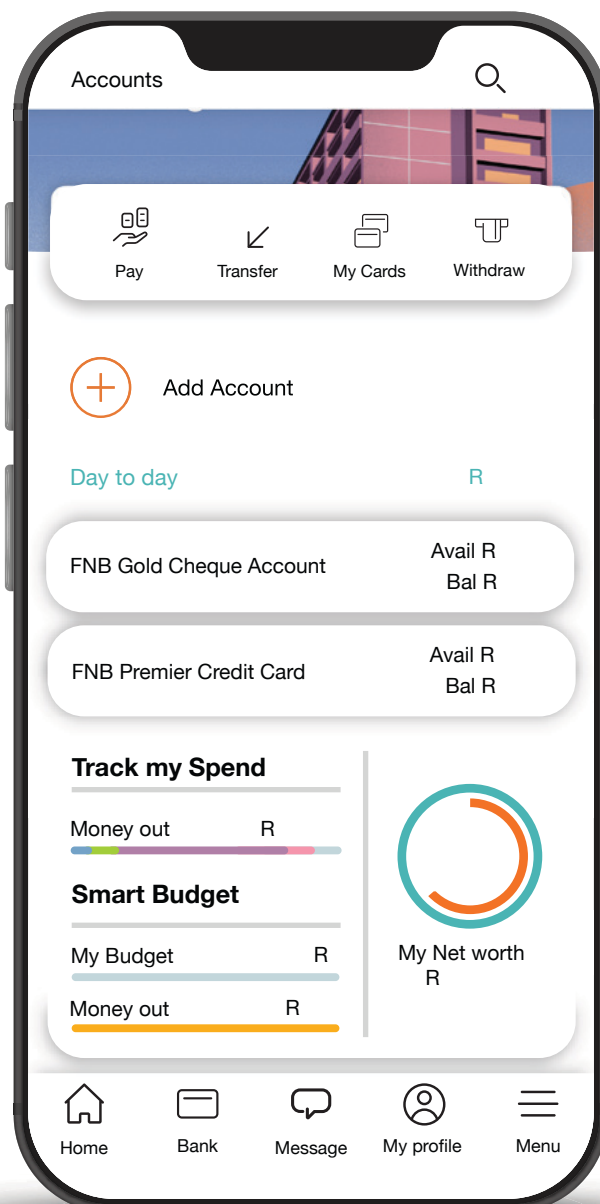 Accounts
Pay Transfer My Cards Withdraw
Add Account
Day to day R
FNB Gold Cheque Account
Avail R
Bal R
FNB Premier Credit Card
Avail R
Bal R
Track my Spend
Money out R
Smart Budget
My Budget R
Money out R
My Net worth
R
Home Bank Message My profile Menu